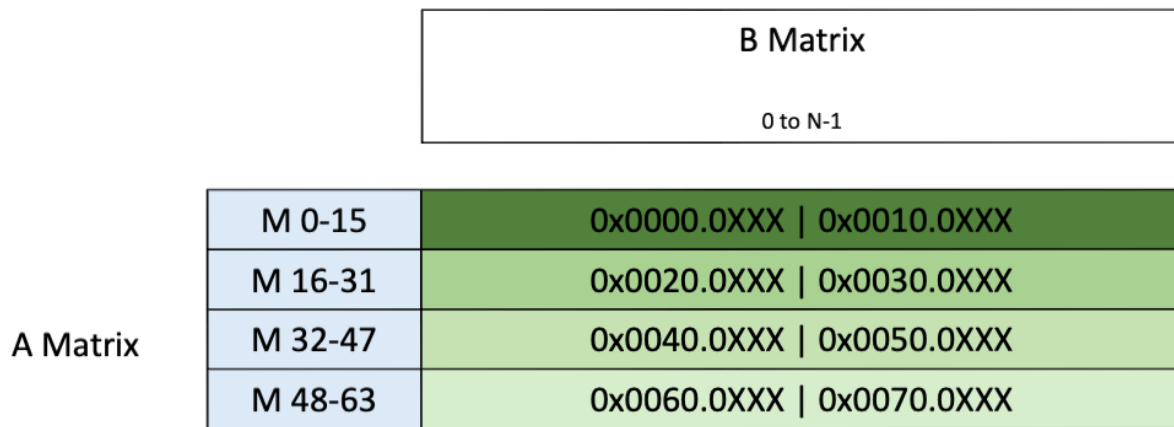 B Matrix
0 to N-1
M 0-15 0x0000.0XXX | 0x0010.0XXX
M 16-31 0x0020.0XXX | 0x0030.0XXX
A Matrix
M 32-47 0x0040.0XXX | 0x0050.0XXX
M 48-63 0x0060.0XXX | 0x0070.0XXX